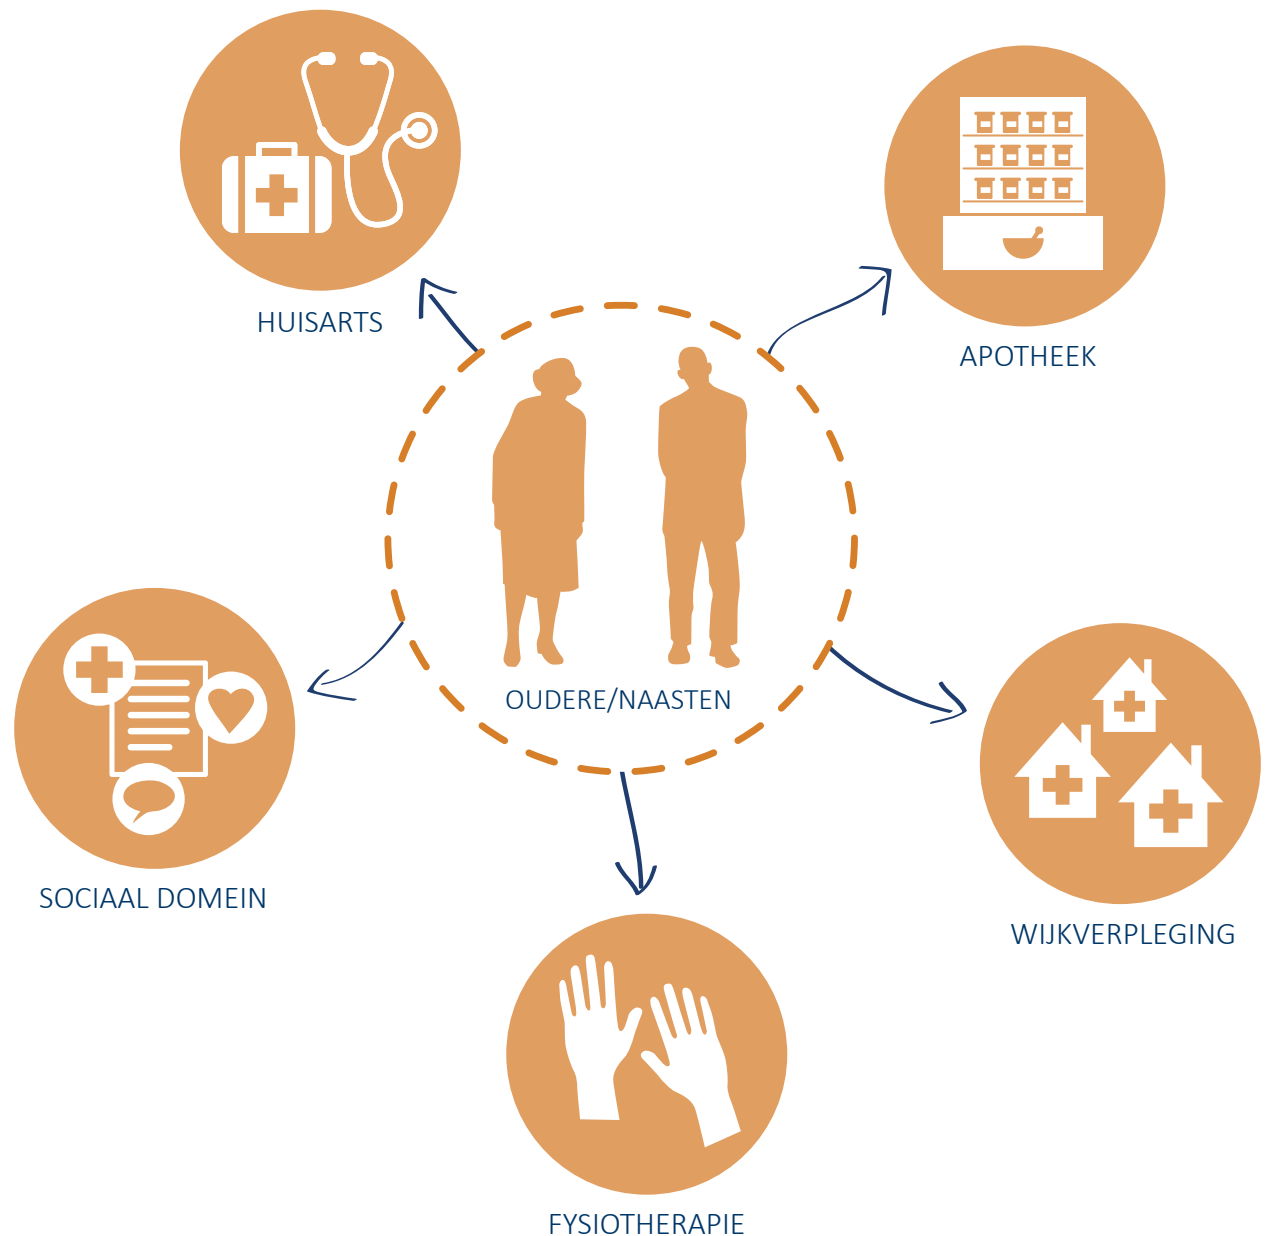 HUISARTS
APOTHEEK
OUDERE/NAASTEN
SOCIAAL DOMEIN
WIJKVERPLEGING
FYSIOTHERAPIE